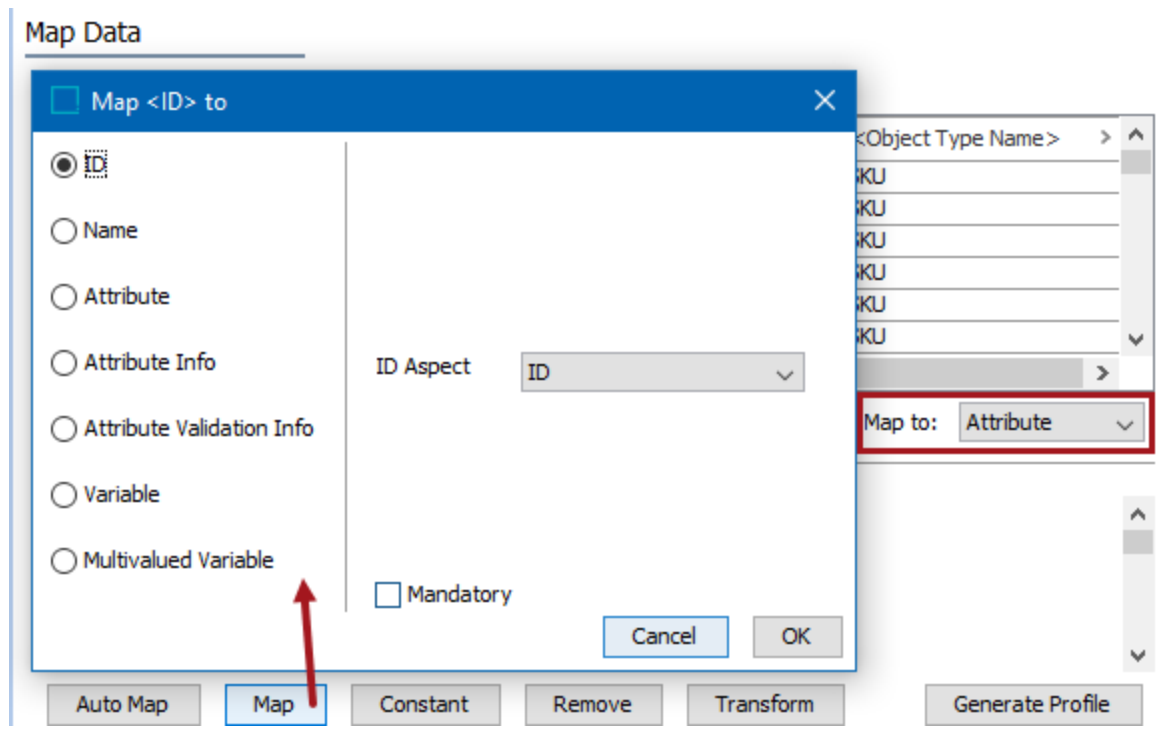 Map Data
Map <ID> to
<Object Type Name>
ID
SKU
Name
SKU
SKU
Attribute
SKU
SKU
SKU
Attribute Info
ID Aspect
ID
Map to:
Attribute
Attribute Validation Info
Variable
Multivalued Variable
Mandatory
Cancel
OK
Auto Map
Map
Constant
Remove
Transform
Generate Profile